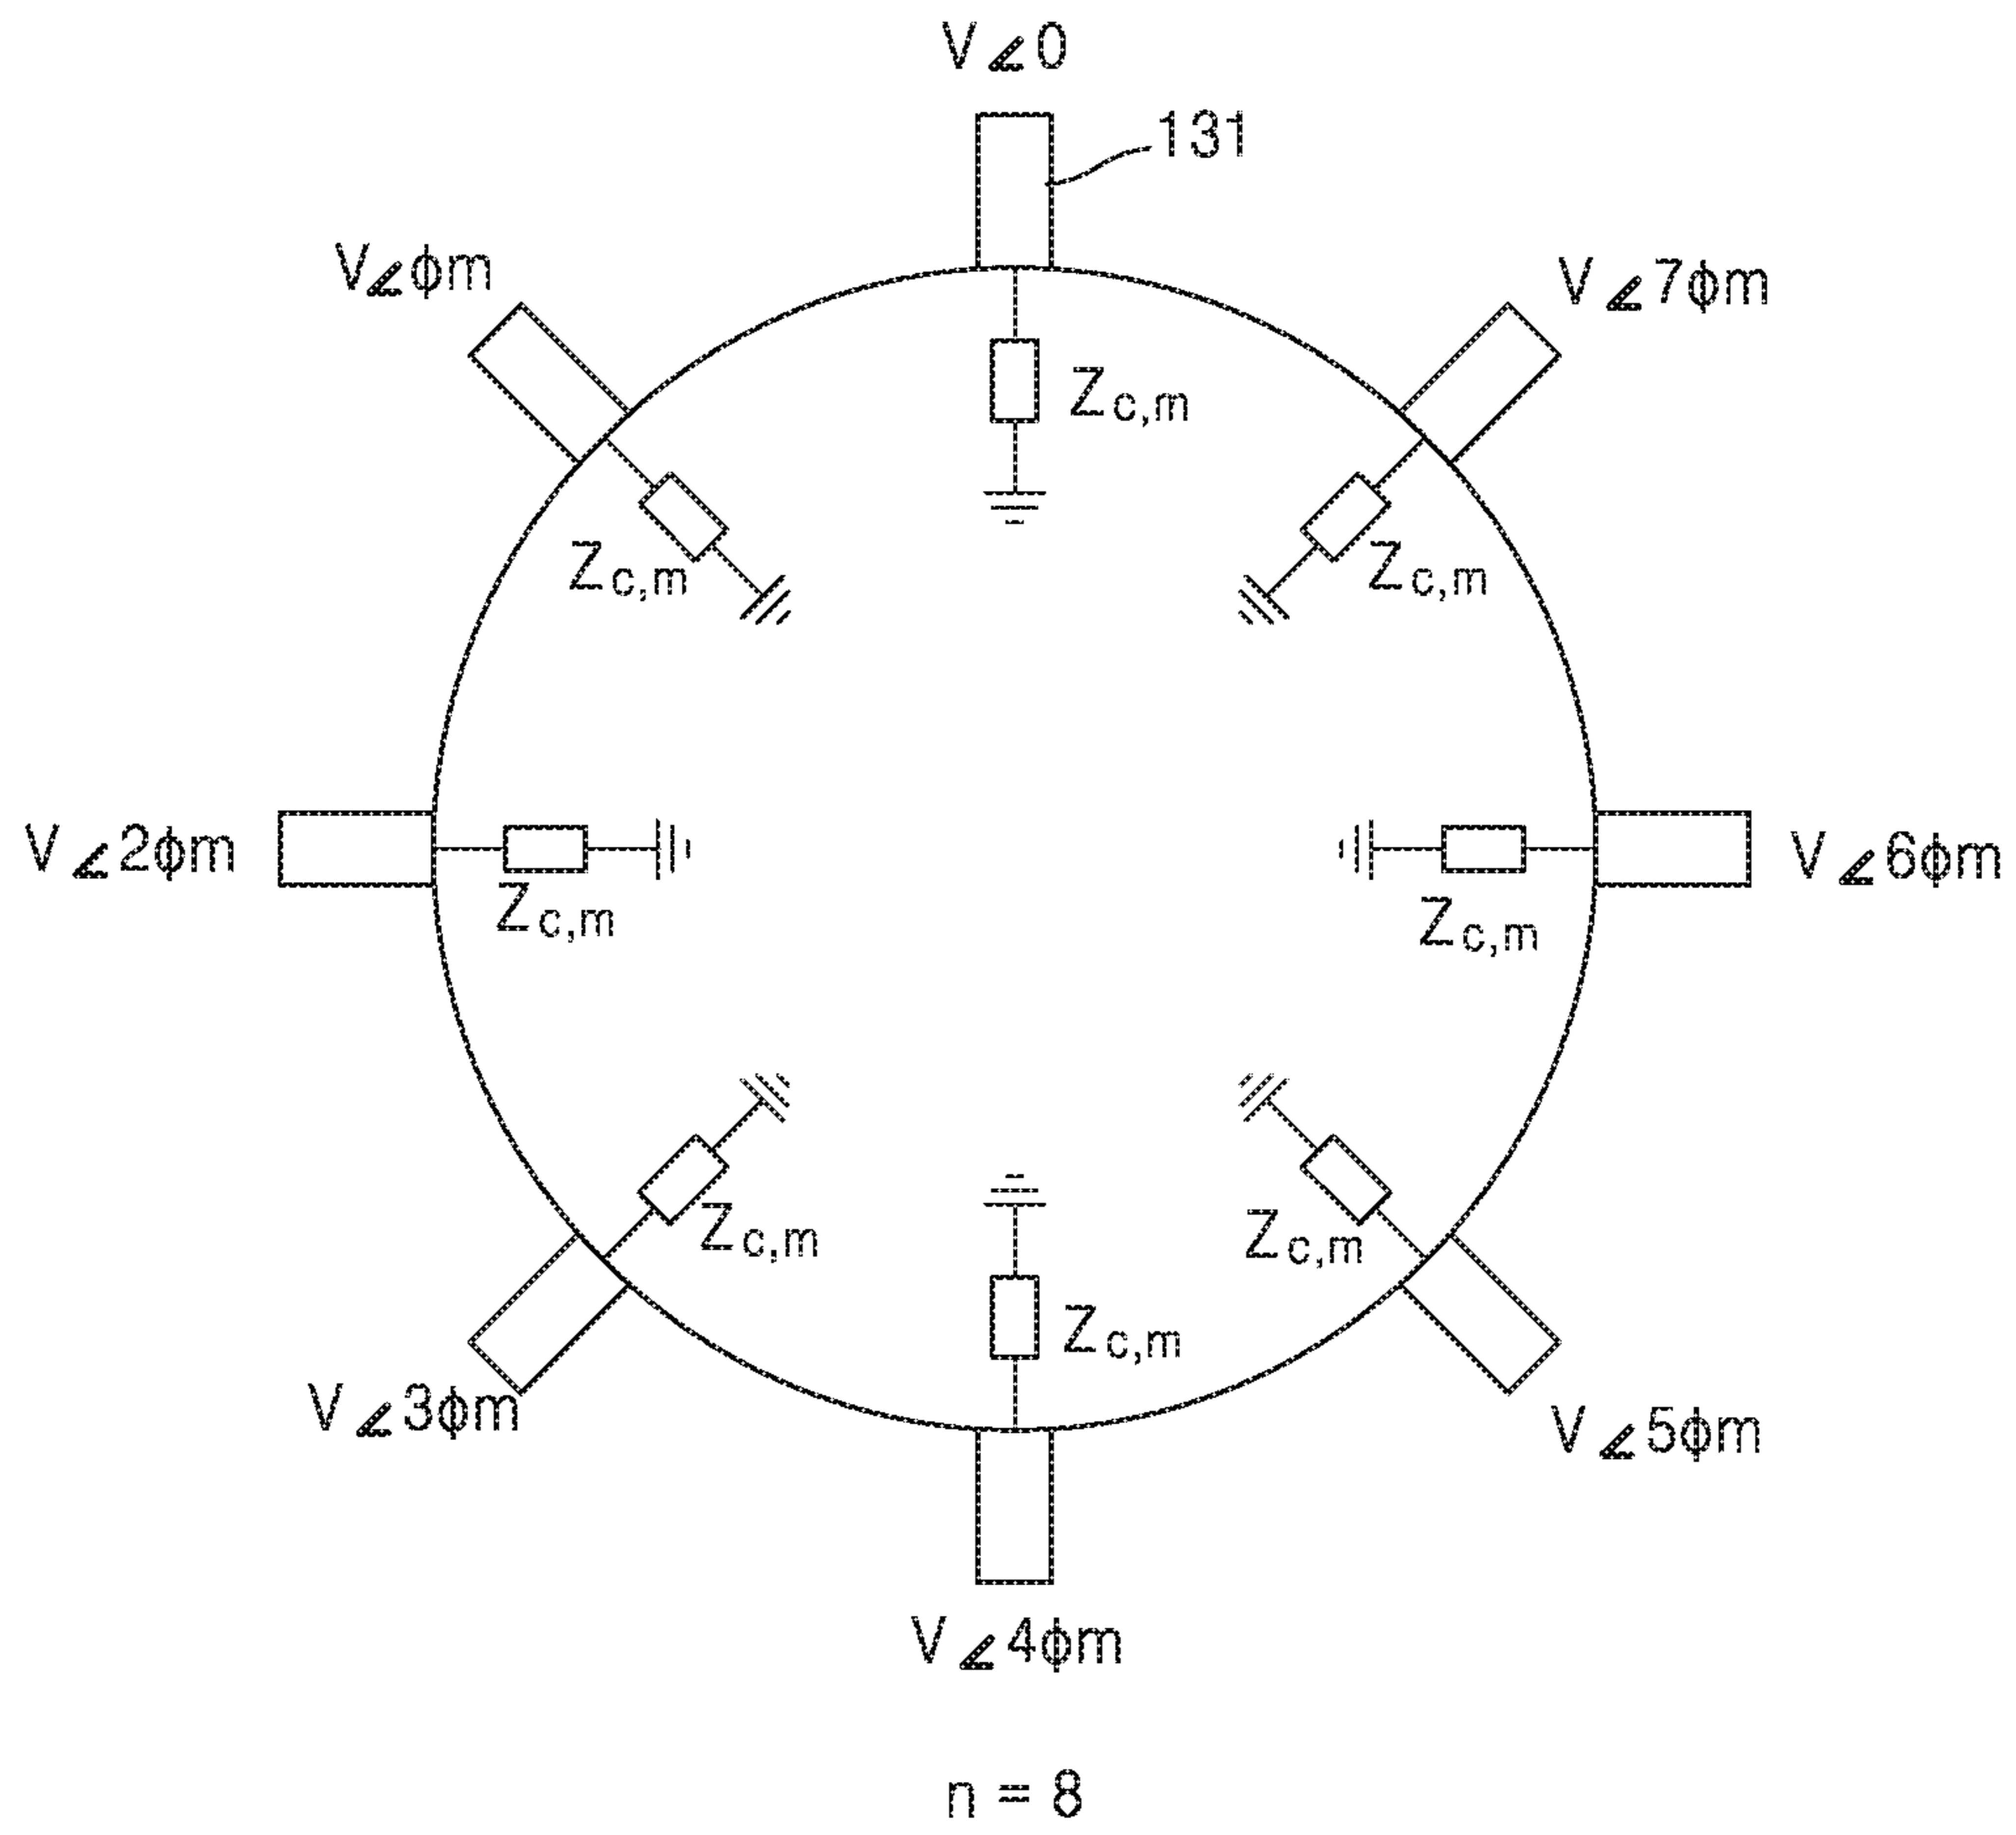 V∠0
131
V∠ϕm
V∠7ϕm
Zc,m
Zc,m
Zc,m
V∠2ϕm
Zc,m
Zc,m
V∠6ϕm
Zc,m
Zc,m
Zc,m
V∠3ϕm
V∠5ϕm
V∠4ϕm
n = 8